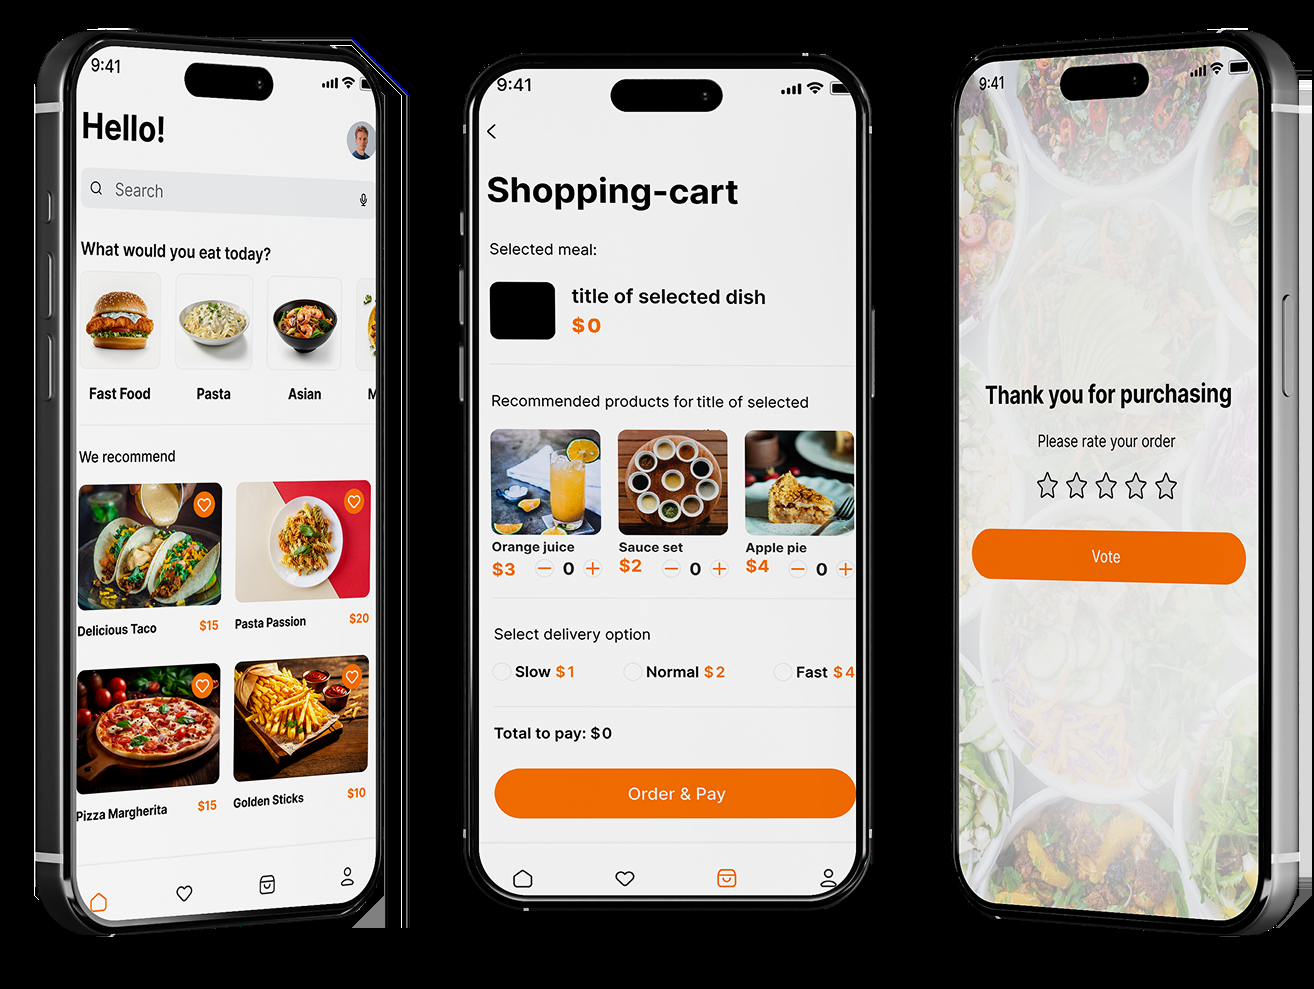 9:41
Hello!
Search
What would you eat today?
Fast Food
Pasta
Asian
M
We recommend
Delicious Taco $15
Pasta Passion $20
Pizza Margherita $15
Golden Sticks $10
9:41
Shopping-cart
Selected meal:
title of selected dish
$0
Recommended products for title of selected
Orange juice
$3 0
Sauce set
$2 0
Apple pie
$4 0
Select delivery option
Slow $1
Normal $2
Fast $4
Total to pay: $0
Order & Pay
9:41
Thank you for purchasing
Please rate your order
Vote